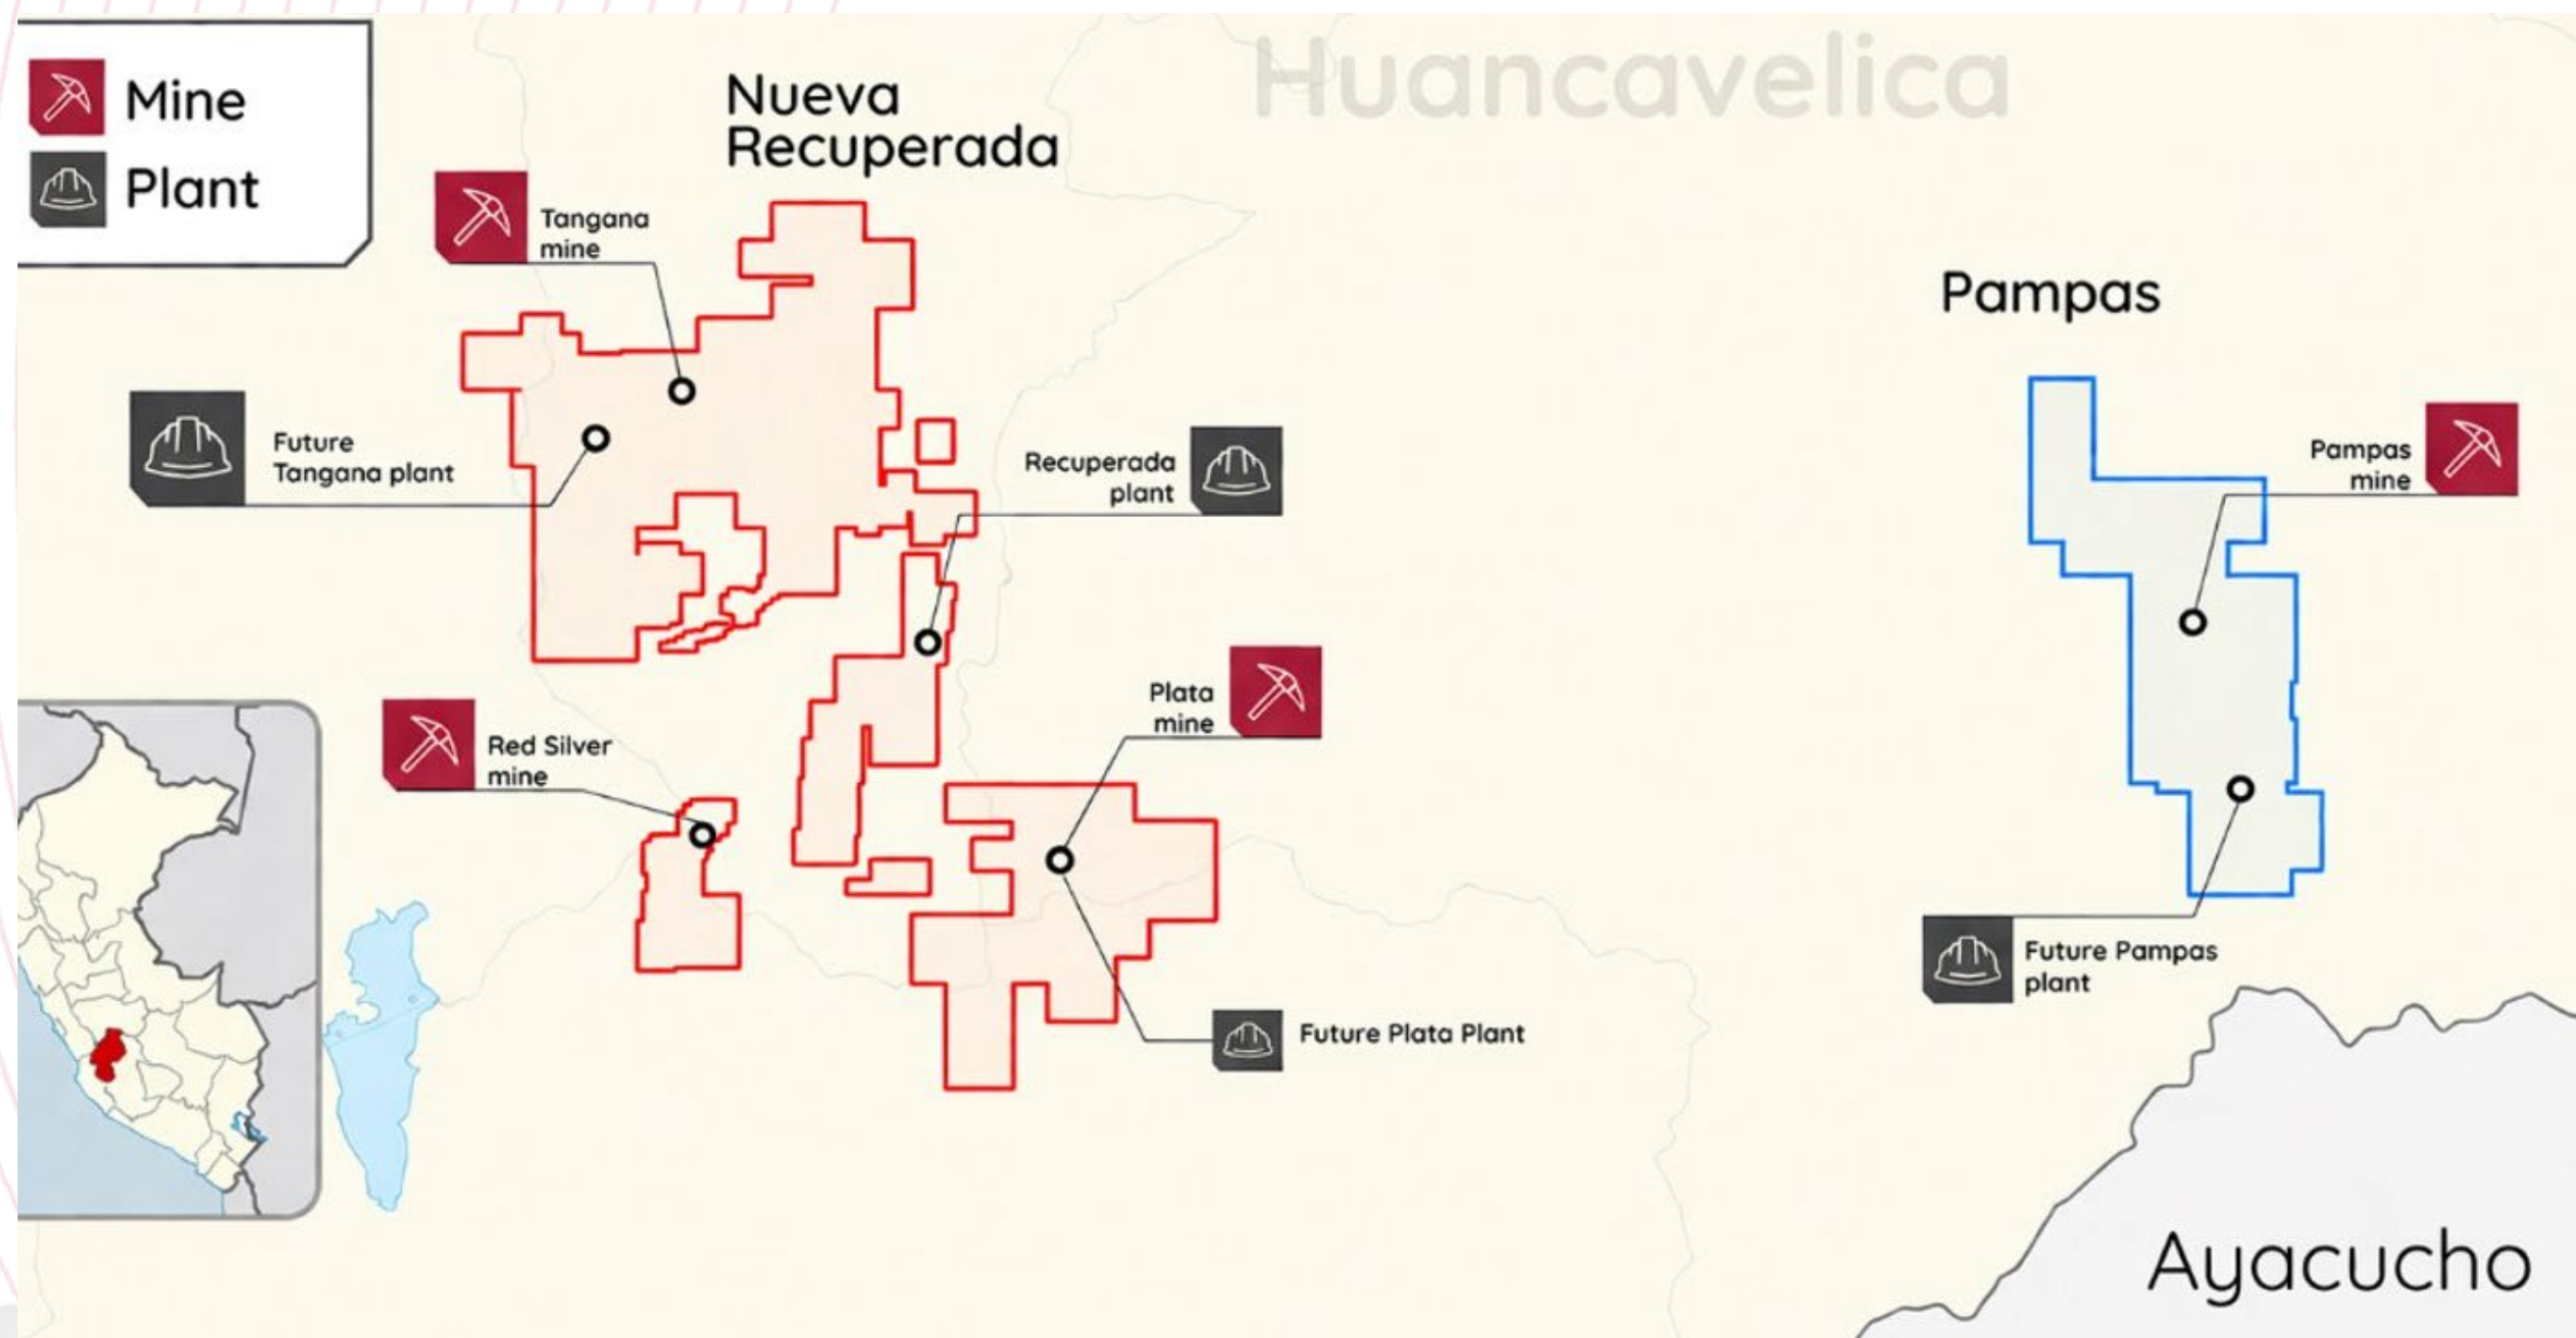 Mine
Plant
Huancavelica
Nueva
Recuperada
Tangana
mine
Pampas
Future
Tangana plant
Recuperada
plant
Pampas
mine
Plata
mine
Red Silver
mine
Future Pampas
plant
Future Plata Plant
Ayacucho